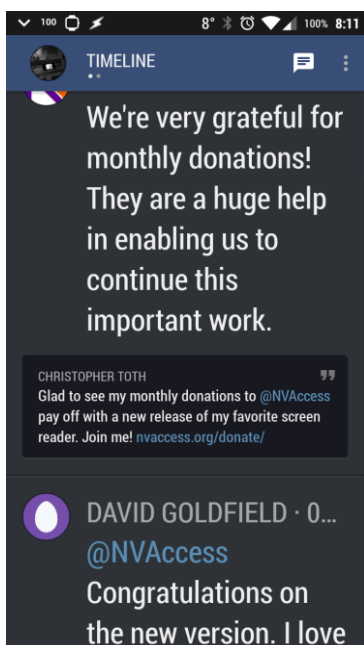 100 8° 100% 8:11
TIMELINE
We're very grateful for
monthly donations!
They are a huge help
in enabling us to
continue this
important work.
CHRISTOPHER TOTH
Glad to see my monthly donations to @NVAccess
pay off with a new release of my favorite screen
reader. Join me! nvaccess.org/donate/
DAVID GOLDFIELD · 0...
@NVAccess
Congratulations on
the new version. I love